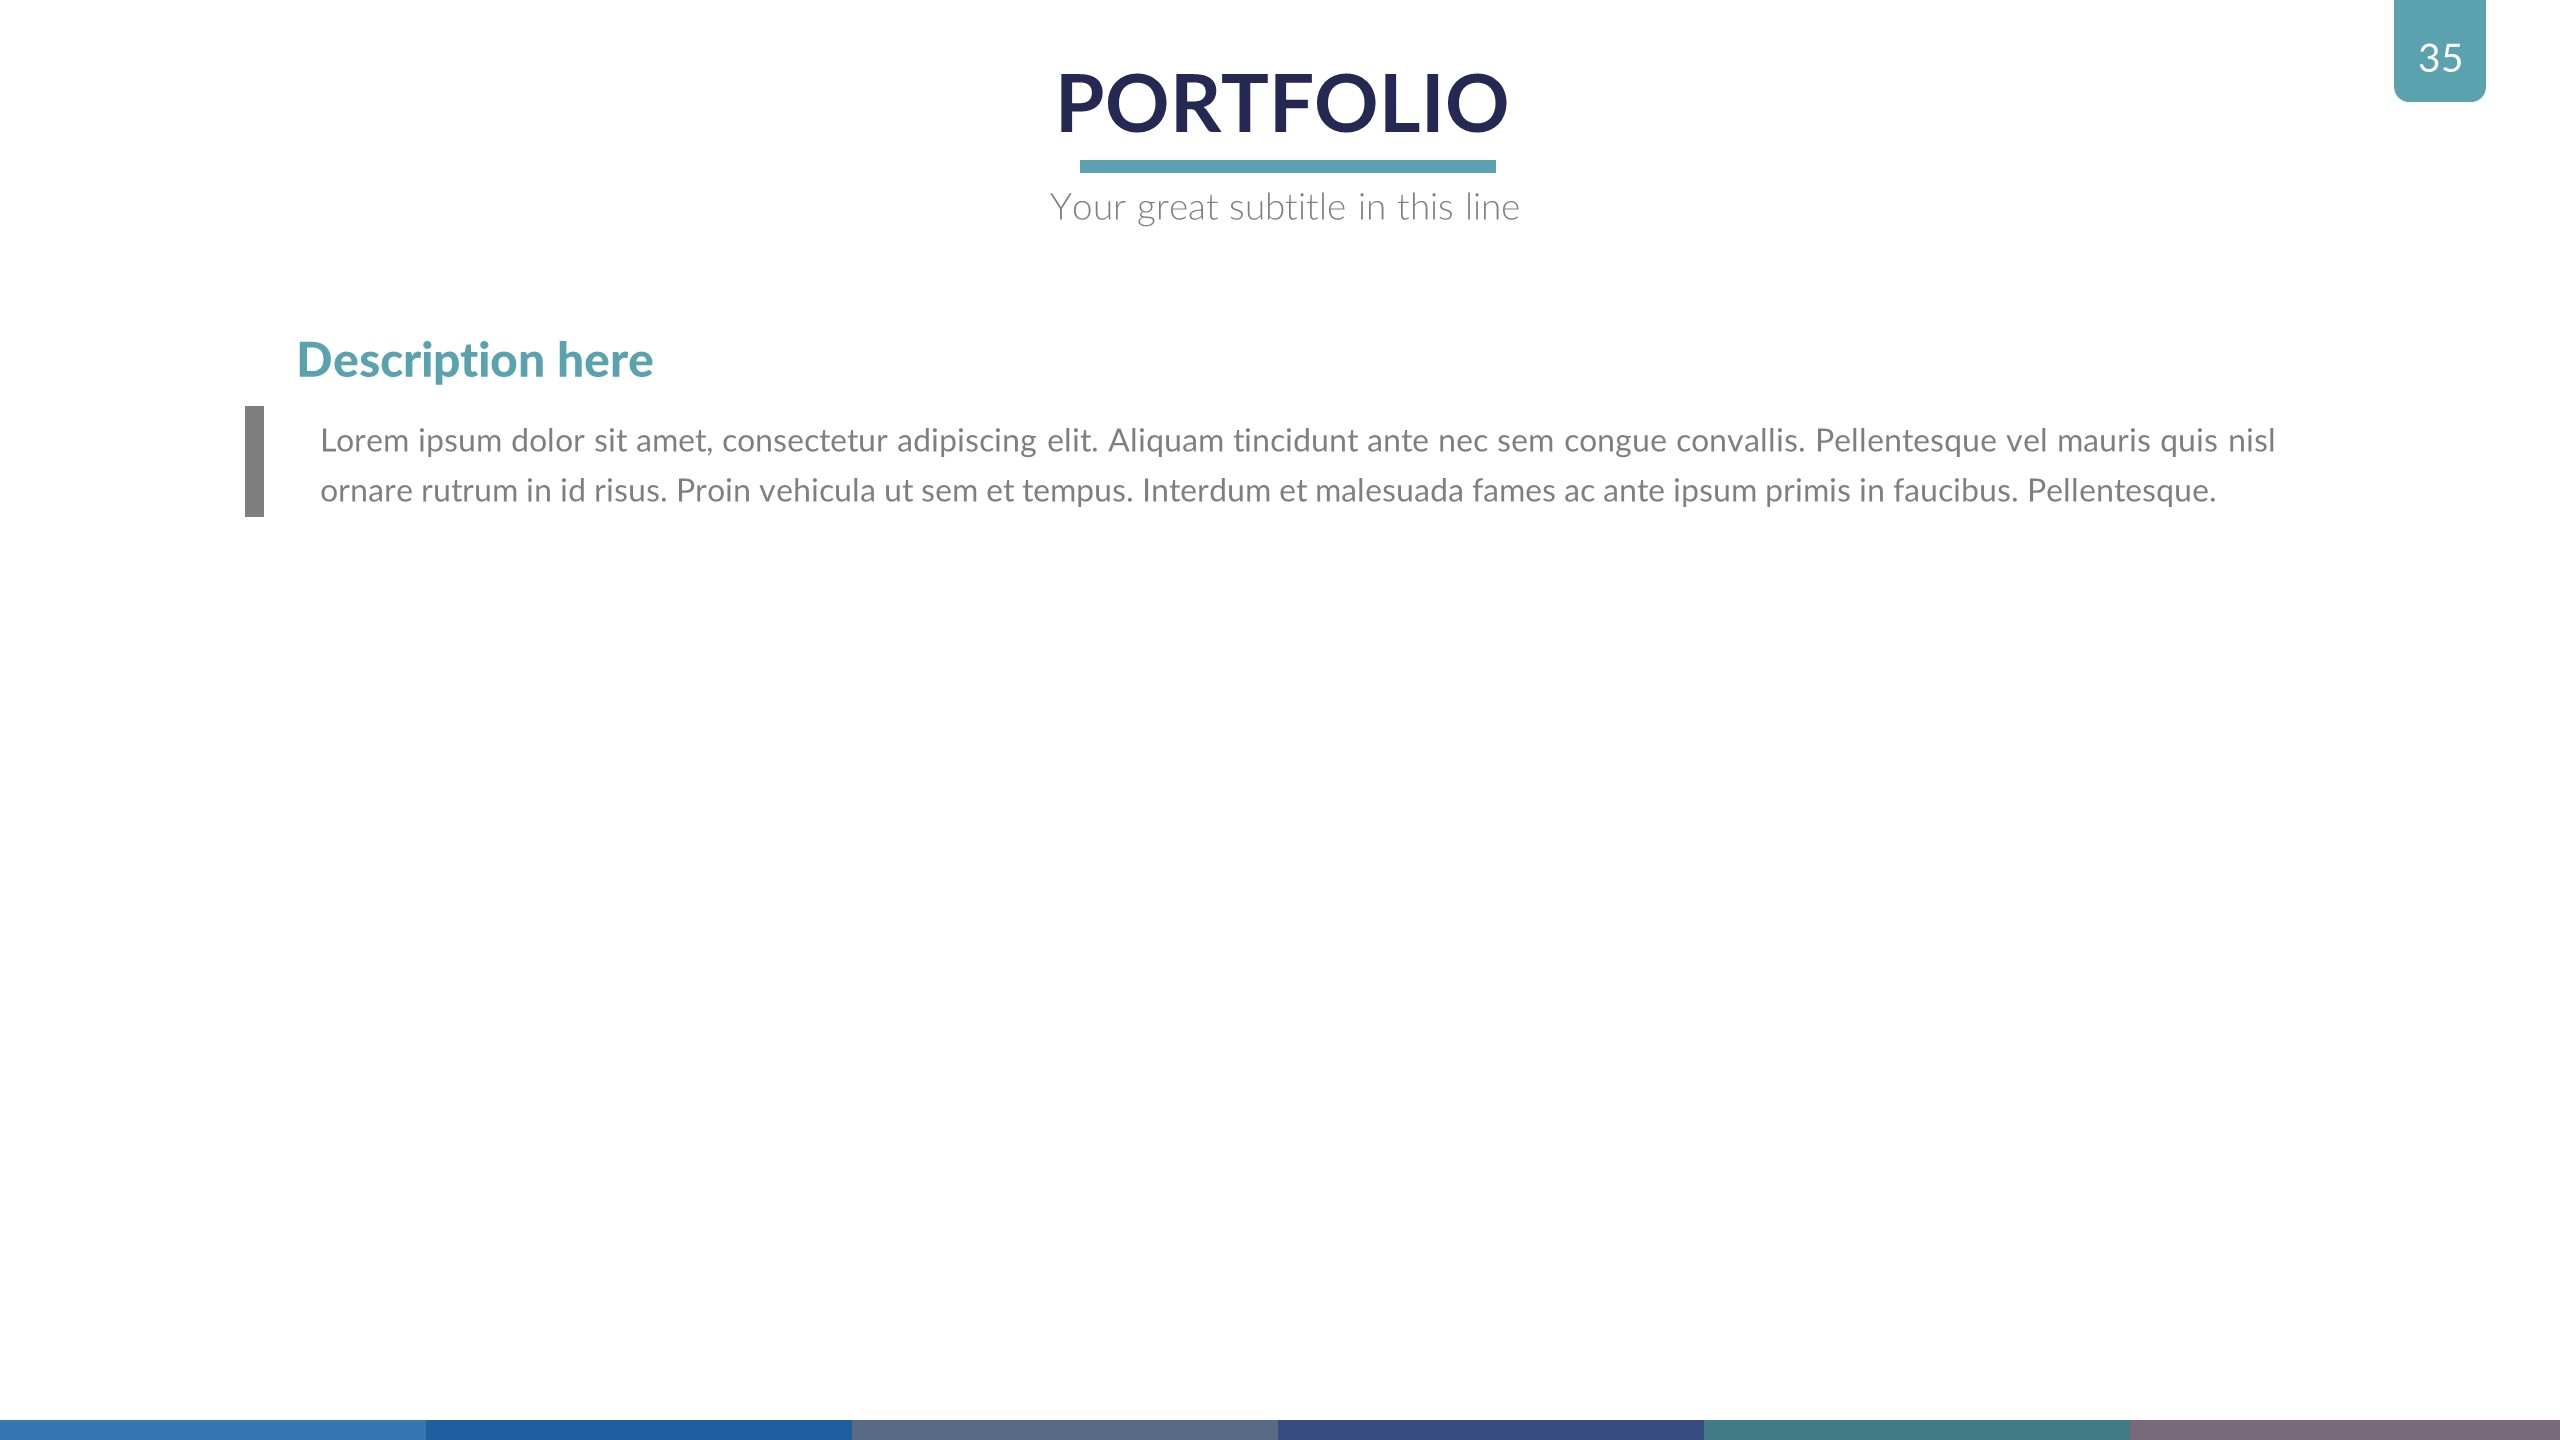 35
PORTFOLIO
Your great subtitle in this line
Description here
Lorem ipsum dolor sit amet, consectetur adipiscing elit. Aliquam tincidunt ante nec sem congue convallis. Pellentesque vel mauris quis nisl
ornare rutrum in id risus. Proin vehicula ut sem et tempus. Interdum et malesuada fames ac ante ipsum primis in faucibus. Pellentesque.